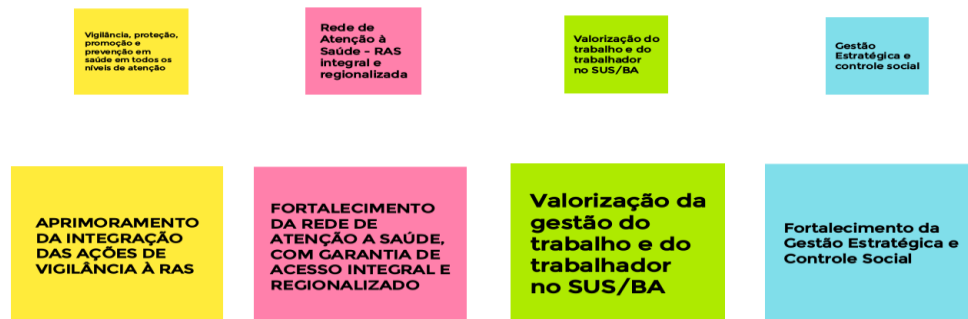 Vigilância, proteção,
promoção e
prevenção em
saúde em todos os
níveis de atenção
Rede de
Atenção à
Saúde - RAS
integral e
regionalizada
Valorização do
trabalho e do
trabalhador
no SUS/BA
Gestão
Estratégica e
controle social
APRIMORAMENTO
DA INTEGRAÇÃO
DAS AÇÕES DE
VIGILÂNCIA À RAS
FORTALECIMENTO
DA REDE DE
ATENÇÃO A SAÚDE,
COM GARANTIA DE
ACESSO INTEGRAL E
REGIONALIZADO
Valorização da
gestão do
trabalho e do
trabalhador
no SUS/BA
Fortalecimento da
Gestão Estratégica e
Controle Social